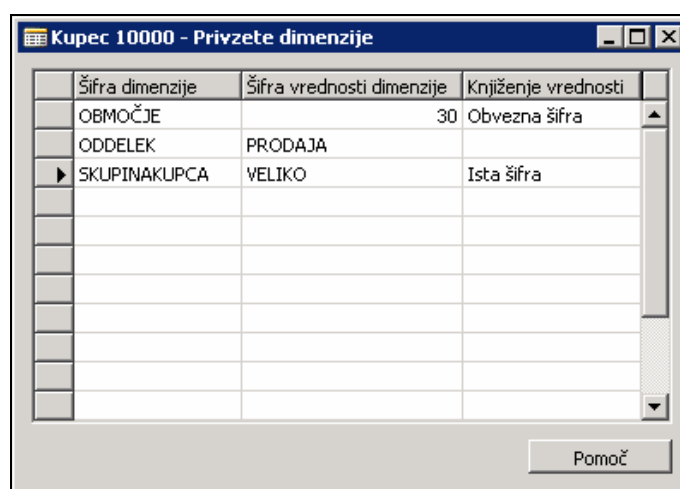 Kupec 10000 - Privzete dimenzije
Šifra dimenzije Šifra vrednosti dimenzije Knjiženje vrednosti
OBMOČJE 30 Obvezna šifra
ODDELEK PRODAJA
SKUPINAKUPCA VELIKO Ista šifra
Pomoč